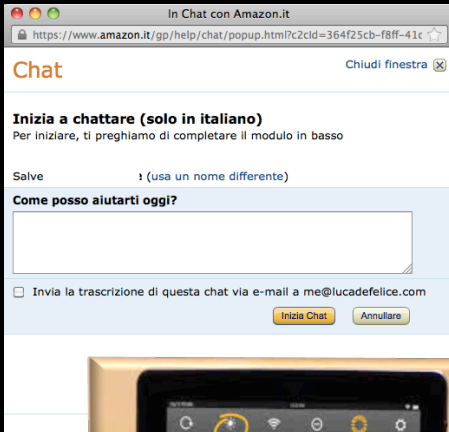 In Chat con Amazon.it
https://www.amazon.it/gp/help/chat/popup.html?c2cId=364f25cb-f8ff-41c
Chat
Chiudi finestra
Inizia a chattare (solo in italiano)
Per iniziare, ti preghiamo di completare il modulo in basso
Salve (usa un nome differente)
Come posso aiutarti oggi?
Invia la trascrizione di questa chat via e-mail a me@lucadefelice.com
Inizia Chat
Annullare